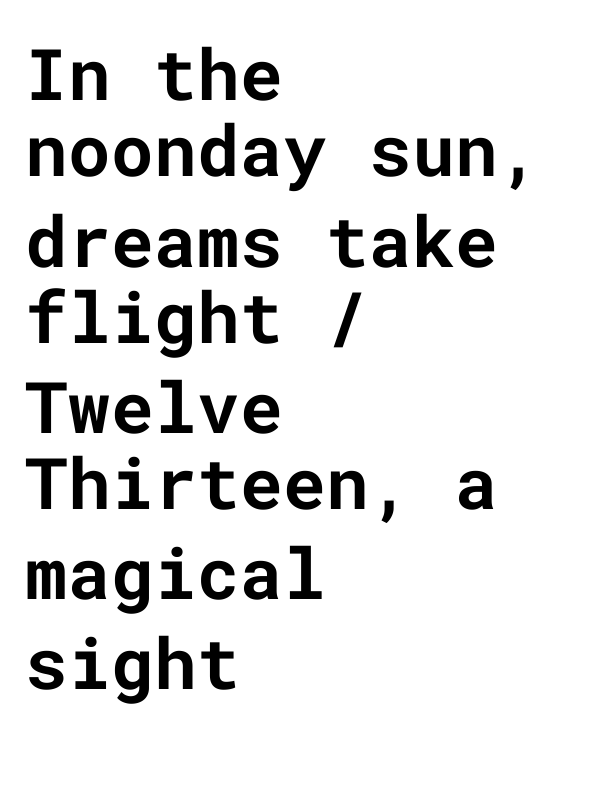 In the
noonday sun,
dreams take
flight /
Twelve
Thirteen, a
magical
sight